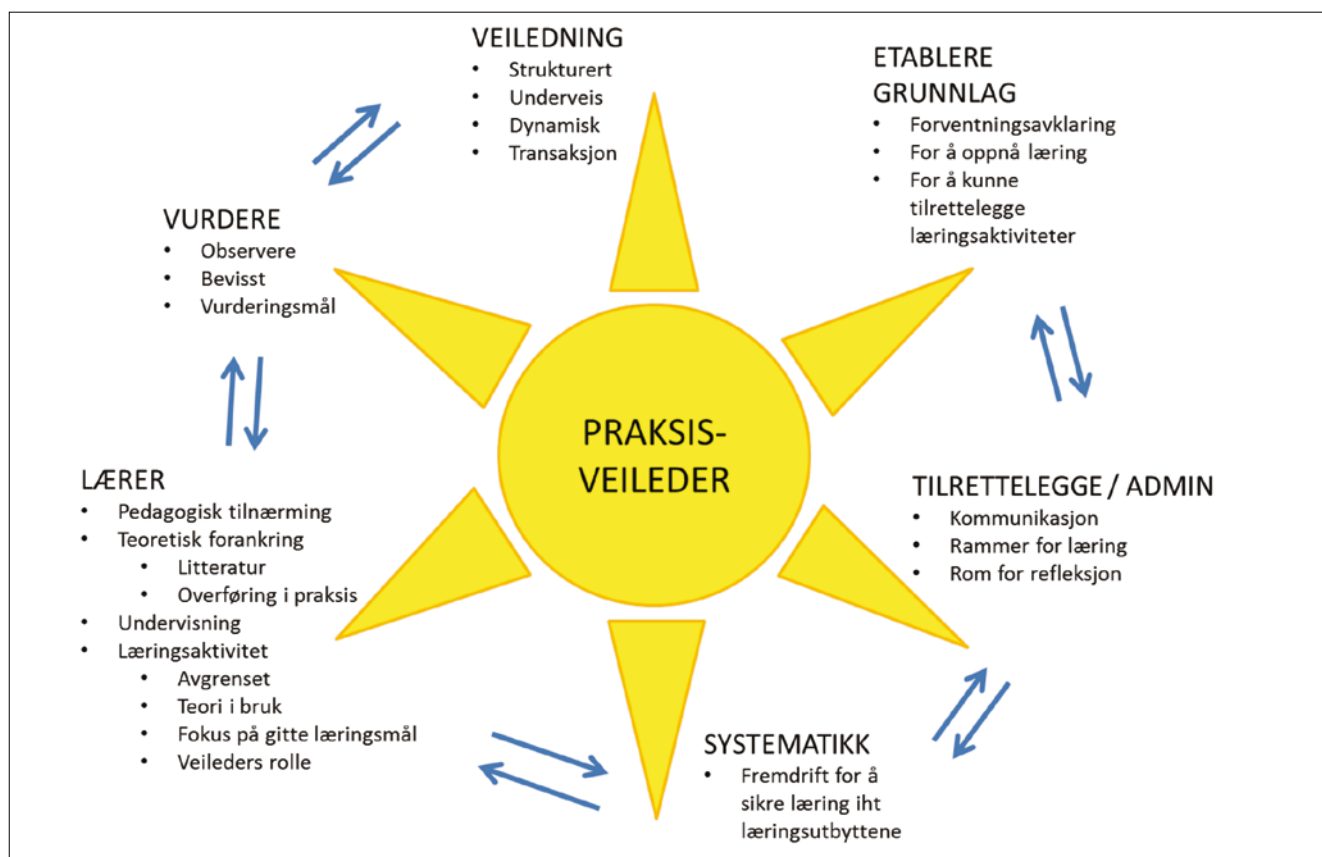 VEILEDNING
• Strukturert
• Underveis
• Dynamisk
• Transaksjon
ETABLERE
GRUNNLAG
• Forventningsavklaring
• For å oppnå læring
• For å kunne
tilrettelegge
læringsaktiviteter
VURDERE
• Observere
• Bevisst
• Vurderingsmål
PRAKSIS-
VEILEDER
LÆRER
• Pedagogisk tilnærming
• Teoretisk forankring
• Litteratur
• Overføring i praksis
• Undervisning
• Læringsaktivitet
• Avgrenset
• Teori i bruk
• Fokus på gitte læringsmål
• Veileders rolle
TILRETTELEGGE / ADMIN
• Kommunikasjon
• Rammer for læring
• Rom for refleksjon
SYSTEMATIKK
• Fremdrift for å
sikre læring iht
læringsutbyttene